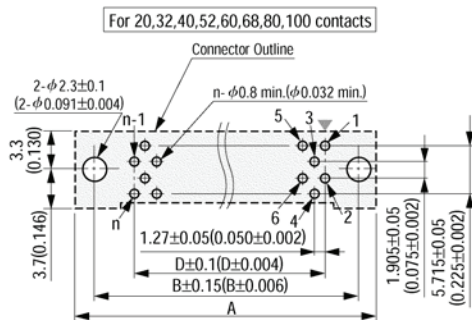 For 20,32,40,52,60,68,80,100 contacts
Connector Outline
2-φ2.3±0.1
(2-φ0.091±0.004)
n-φ0.8 min.(φ0.032 min.)
n-1
5
3
1
3.3
(0.130)
3.7(0.146)
n
6
4
2
1.27±0.05(0.050±0.002)
D±0.1(D±0.004)
B±0.15(B±0.006)
A
1.905±0.05
(0.075±0.002)
5.715±0.05
(0.225±0.002)